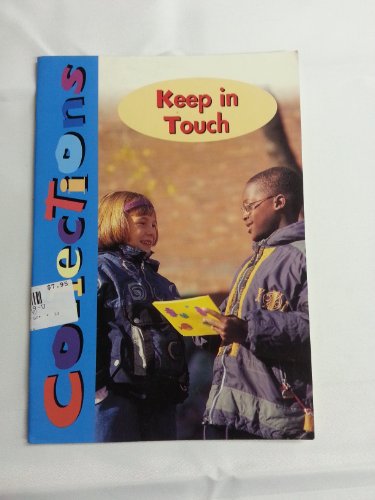 Collections
Keep in
Touch
$7.95